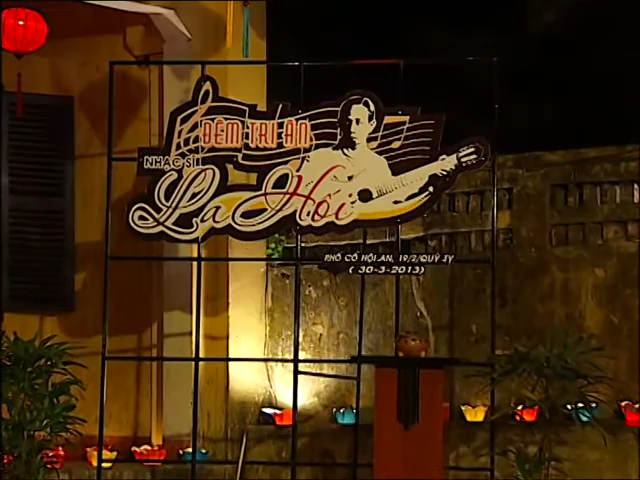 ĐÊM TRI ÂN
NHẠC SĨ
La Hối
PHỐ CỔ HỘI AN, 19/2/QUÝ TỴ
( 30-3-2013)